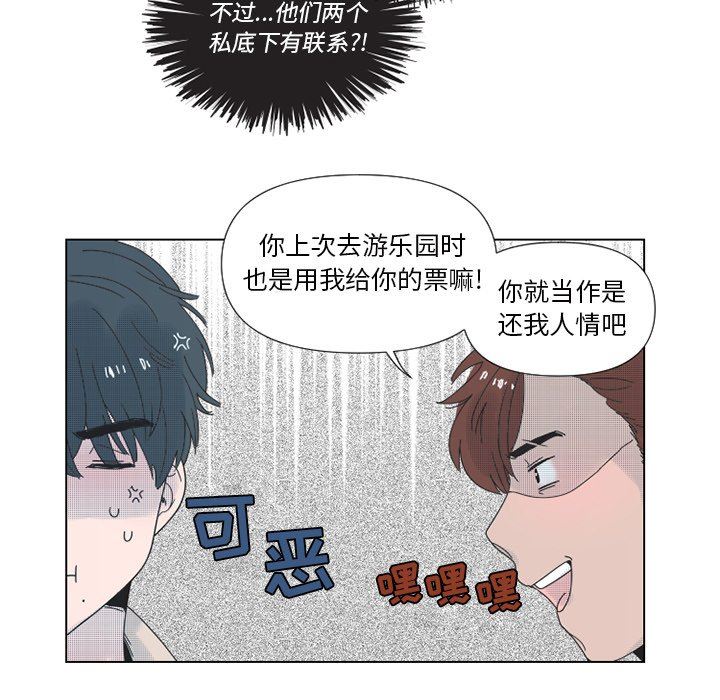 不过...他们两个
私底下有联系?!
你上次去游乐园时
也是用我给你的票嘛!
你就当作是
还我人情吧
可恶
嘿嘿嘿